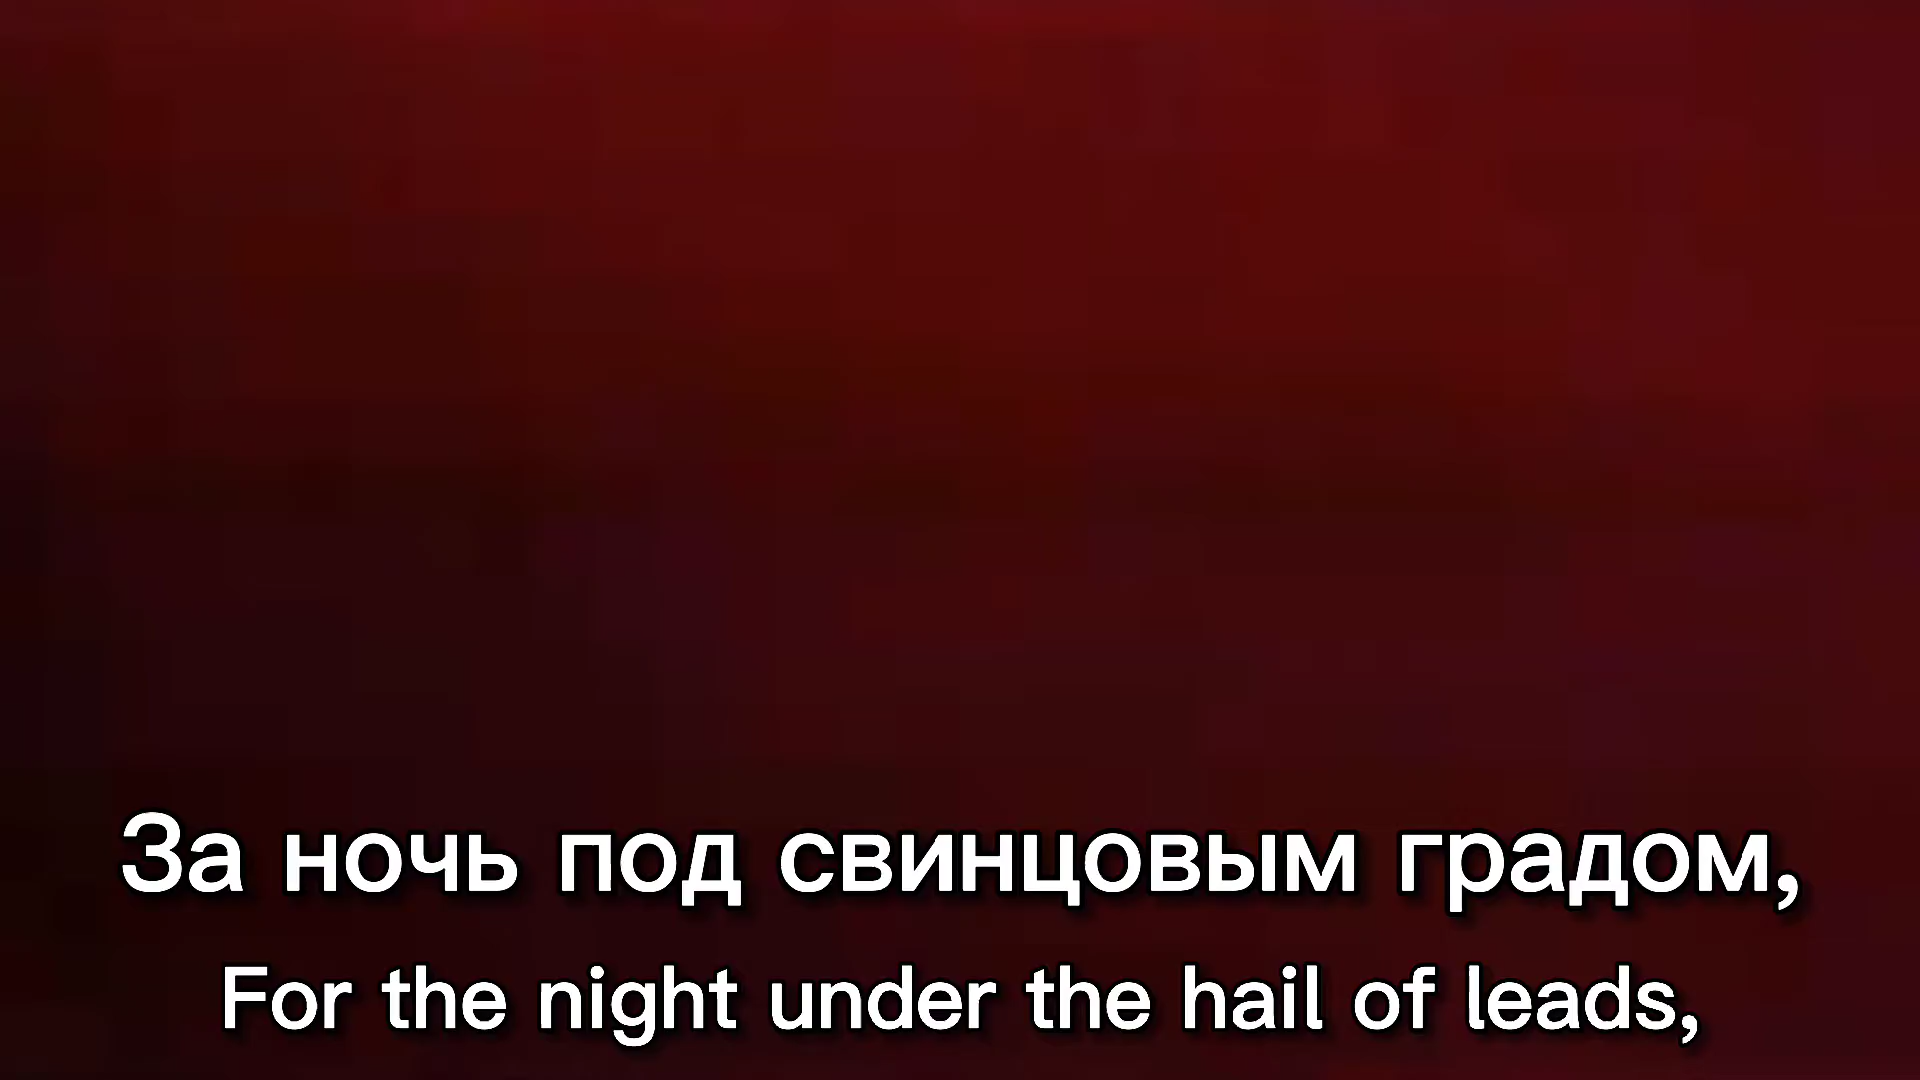 За ночь под свинцовым градом,
For the night under the hail of leads,